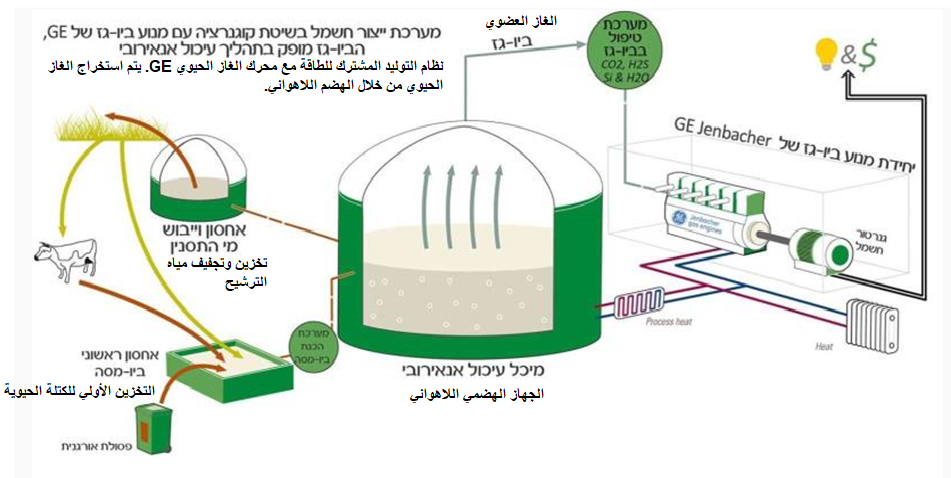 מערכת ייצור חשמל בשיטת קוגנרציה עם מנוע ביו-גז של GE,
הביו-גז מופק בתהליך עיכול אנאירובי
نظام التوليد المشترك للطاقة مع محرك الغاز الحيوي GE. يتم استخراج الغاز
الحيوي من خلال الهضم اللاهواني.
الغاز العضوي
ביו-גז
מערכת
טיפול
בביו-גז
CO2, H2S
Si & H2O
&$
יחידת מנוע ביו-גז של GE Jenbacher
GE
Jenbacher
gas engines
גנרטור
חשמל
Process heat
Heat
אחסון וייבוש
מי התסנין
تخزين وتجفيف مياه
الترشيح
מערכת
הכנת
ביו-מסה
אחסון ראשוני
ביו-מסה
التخزين الأولي للكتلة الحيوية
פסולת אורגנית
מיכל עיכול אנאירובי
الجهاز الهضمي اللاهواني